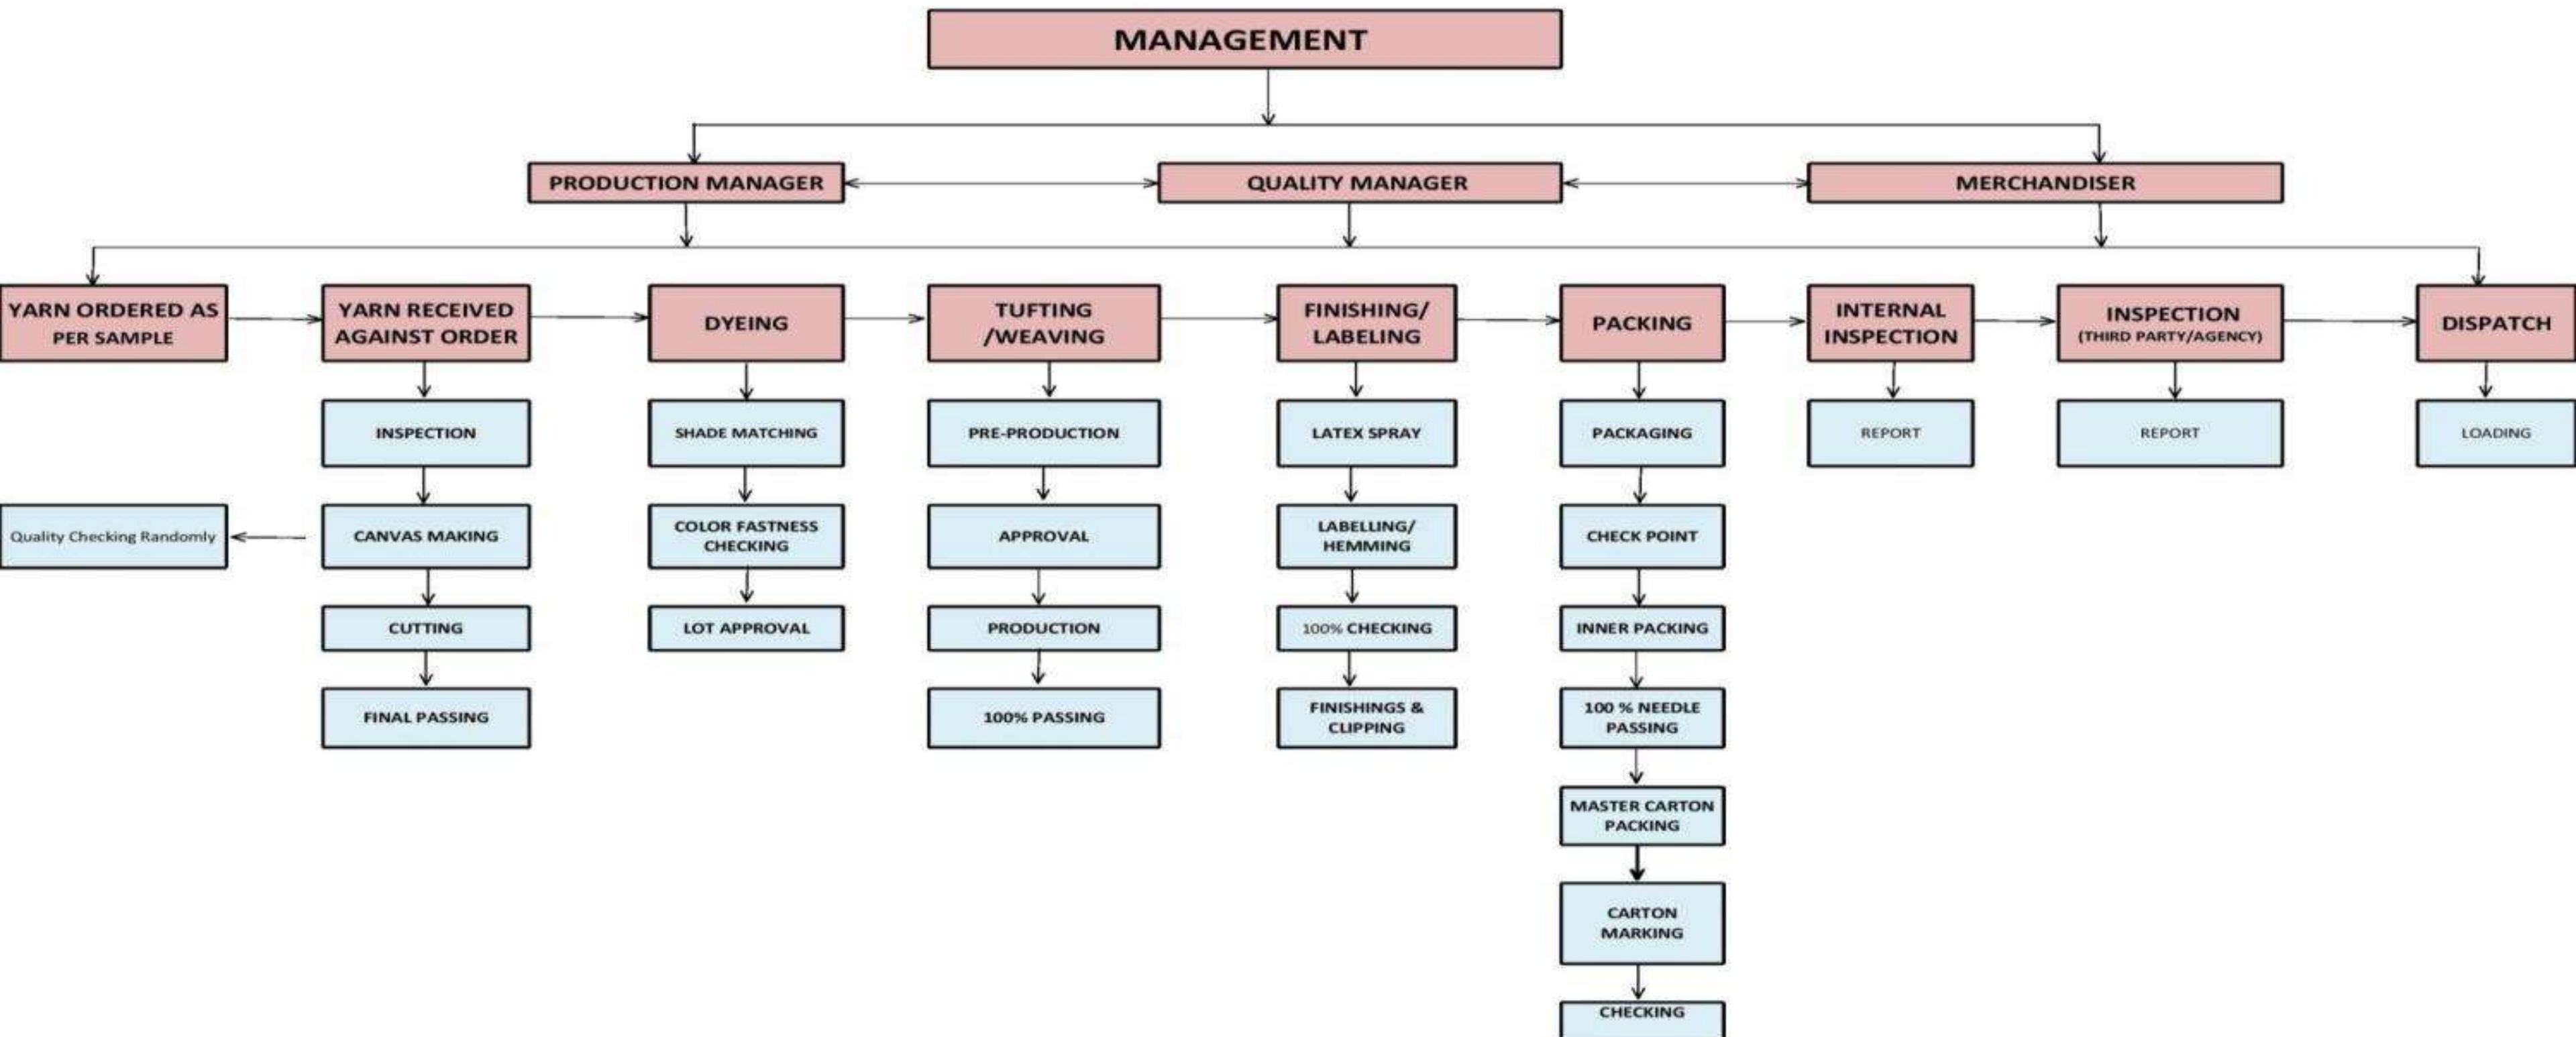 MANAGEMENT
PRODUCTION MANAGER
QUALITY MANAGER
MERCHANDISER
YARN ORDERED AS
PER SAMPLE
YARN RECEIVED
AGAINST ORDER
DYEING
TUFTING
/WEAVING
FINISHING/
LABELING
PACKING
INTERNAL
INSPECTION
INSPECTION
(THIRD PARTY/AGENCY)
DISPATCH
INSPECTION
SHADE MATCHING
PRE-PRODUCTION
LATEX SPRAY
PACKAGING
REPORT
REPORT
LOADING
Quality Checking Randomly
CANVAS MAKING
COLOR FASTNESS
CHECKING
APPROVAL
LABELLING/
HEMMING
CHECK POINT
CUTTING
LOT APPROVAL
PRODUCTION
100% CHECKING
INNER PACKING
FINAL PASSING
100% PASSING
FINISHINGS &
CLIPPING
100 % NEEDLE
PASSING
MASTER CARTON
PACKING
CARTON
MARKING
CHECKING